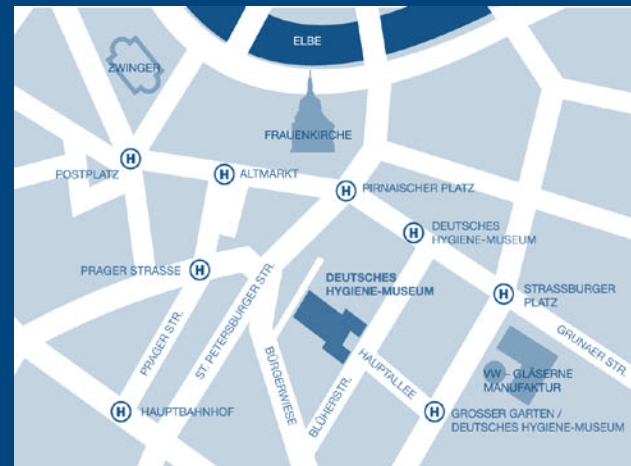 ELBE
ZWINGER
FRAUENKIRCHE
H
POSTPLATZ
H
ALTMARKT
H
PIRNAISCHER PLATZ
H
DEUTSCHES
HYGIENE-MUSEUM
PRAGER STRASSE
H
DEUTSCHES
HYGIENE-MUSEUM
H
STRASSBURGER
PLATZ
PRAGER STR.
ST. PETERSBURGER STR.
BÜRGERWIESE
BLÜHERSTR.
HAUPTALLEE
GRUNAER STR.
VW – GLÄSERNE
MANUFAKTUR
H
HAUPTBAHNHOF
H
GROSSER GARTEN /
DEUTSCHES HYGIENE-MUSEUM